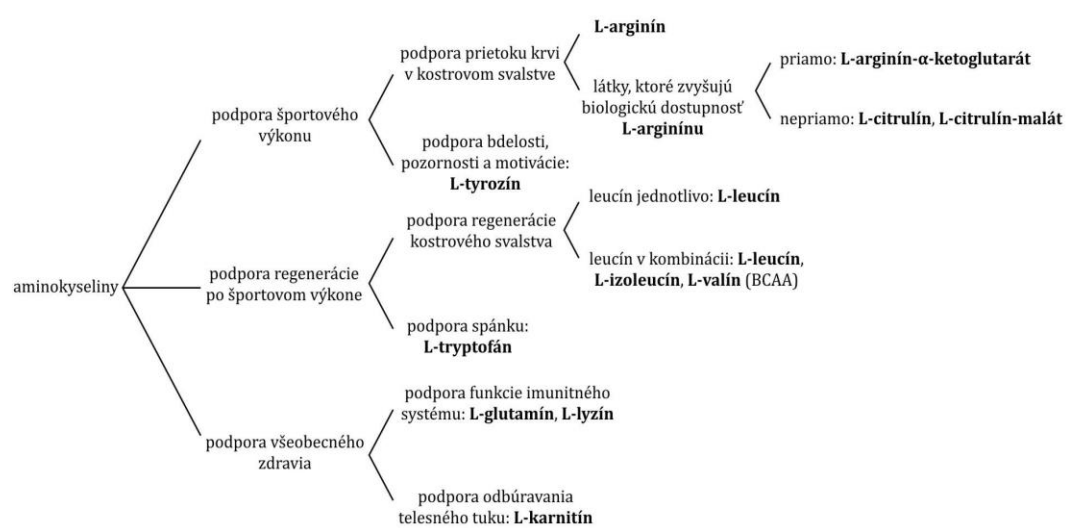 aminokyseliny
podpora športového
výkonu
podpora prietoku krvi
v kostrovom svalstve
L-arginín
látky, ktoré zvyšujú
biologickú dostupnosť
L-arginínu
priamo: L-arginín-α-ketoglutarát
nepriamo: L-citrulín, L-citrulín-malát
podpora bdelosti,
pozornosti a motivácie:
L-tyrozín
podpora regenerácie
po športovom výkone
podpora regenerácie
kostrového svalstva
leucín jednotlivo: L-leucín
leucín v kombinácii: L-leucín,
L-izoleucín, L-valín (BCAA)
podpora spánku:
L-tryptofán
podpora všeobecného
zdravia
podpora funkcie imunitného
systému: L-glutamín, L-lyzín
podpora odbúravania
telesného tuku: L-karnitín